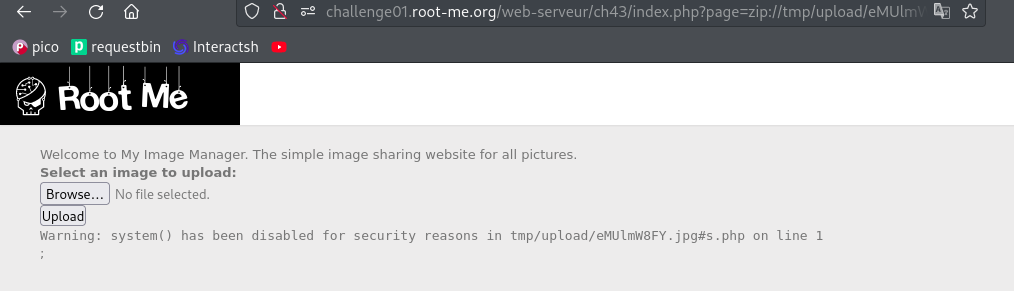 challenge01.root-me.org/web-serveur/ch43/index.php?page=zip://tmp/upload/eMUlmW
pico requestbin Interactsh
Root Me
Welcome to My Image Manager. The simple image sharing website for all pictures.
Select an image to upload:
Browse... No file selected.
Upload
Warning: system() has been disabled for security reasons in tmp/upload/eMUlmW8FY.jpg#s.php on line 1
;